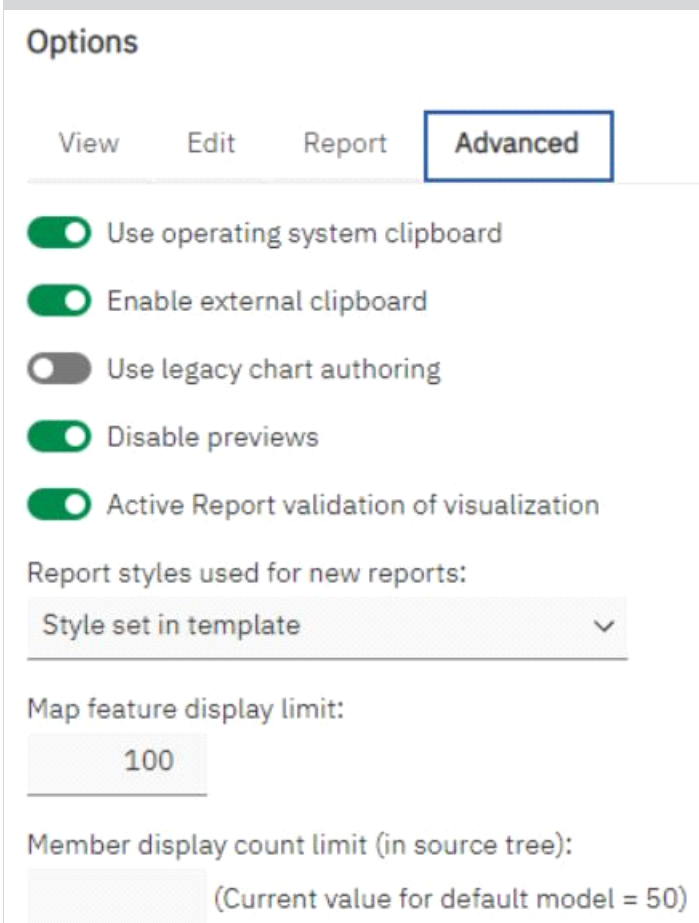 Options
View Edit Report Advanced
Use operating system clipboard
Enable external clipboard
Use legacy chart authoring
Disable previews
Active Report validation of visualization
Report styles used for new reports:
Style set in template
Map feature display limit:
100
Member display count limit (in source tree):
(Current value for default model = 50)